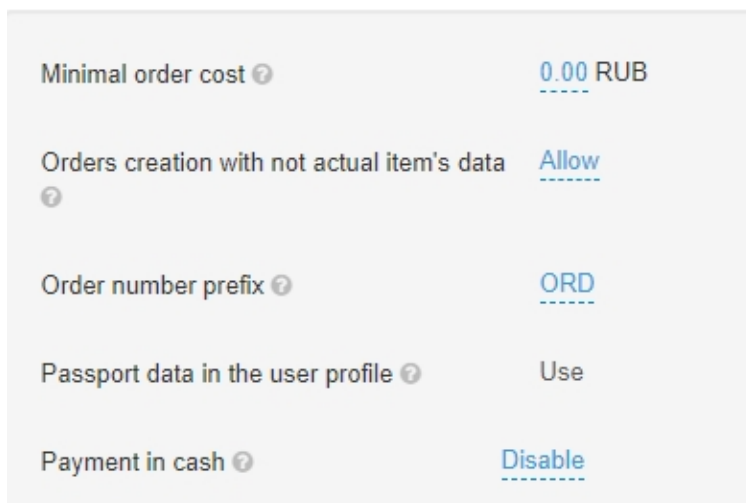 Minimal order cost 0.00 RUB
Orders creation with not actual item's data Allow
Order number prefix ORD
Passport data in the user profile Use
Payment in cash Disable